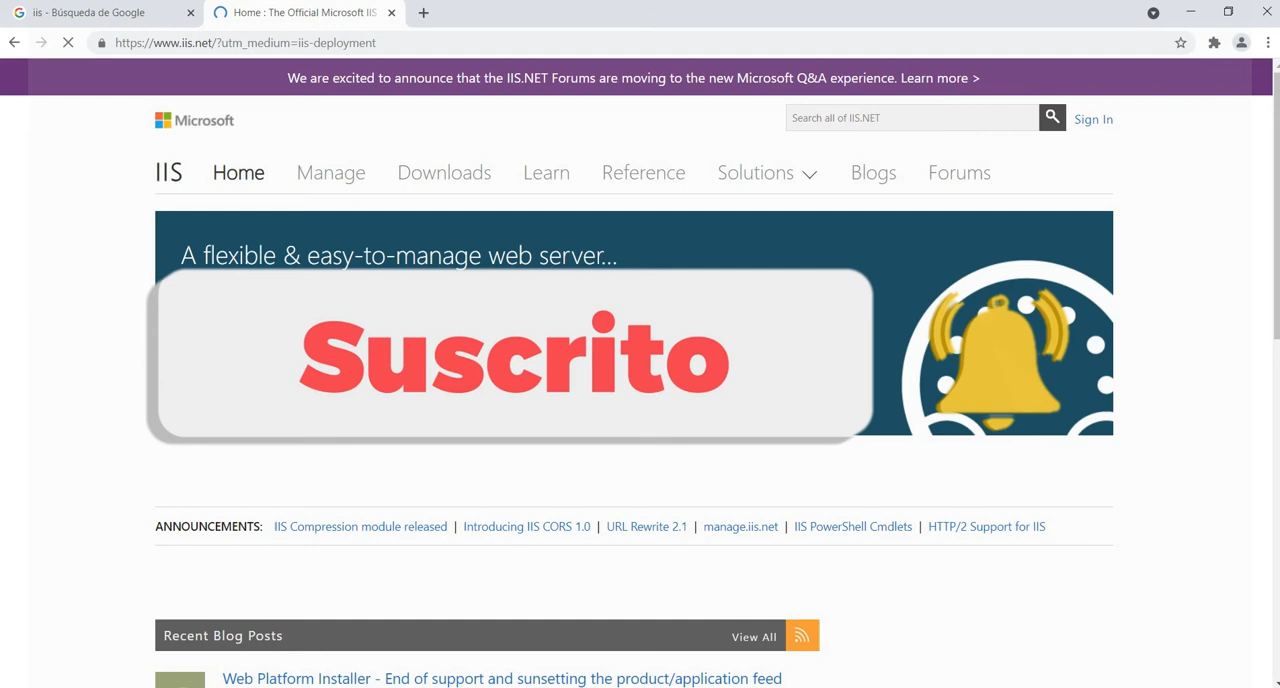 iis - Búsqueda de Google
Home : The Official Microsoft IIS
https://www.iis.net/?utm_medium=iis-deployment
We are excited to announce that the IIS.NET Forums are moving to the new Microsoft Q&A experience. Learn more >
Microsoft
Search all of IIS.NET
Sign In
IIS Home Manage Downloads Learn Reference Solutions Blogs Forums
A flexible & easy-to-manage web server...
Suscrito
ANNOUNCEMENTS: IIS Compression module released | Introducing IIS CORS 1.0 | URL Rewrite 2.1 | manage.iis.net | IIS PowerShell Cmdlets | HTTP/2 Support for IIS
Recent Blog Posts
View All
Web Platform Installer - End of support and sunsetting the product/application feed